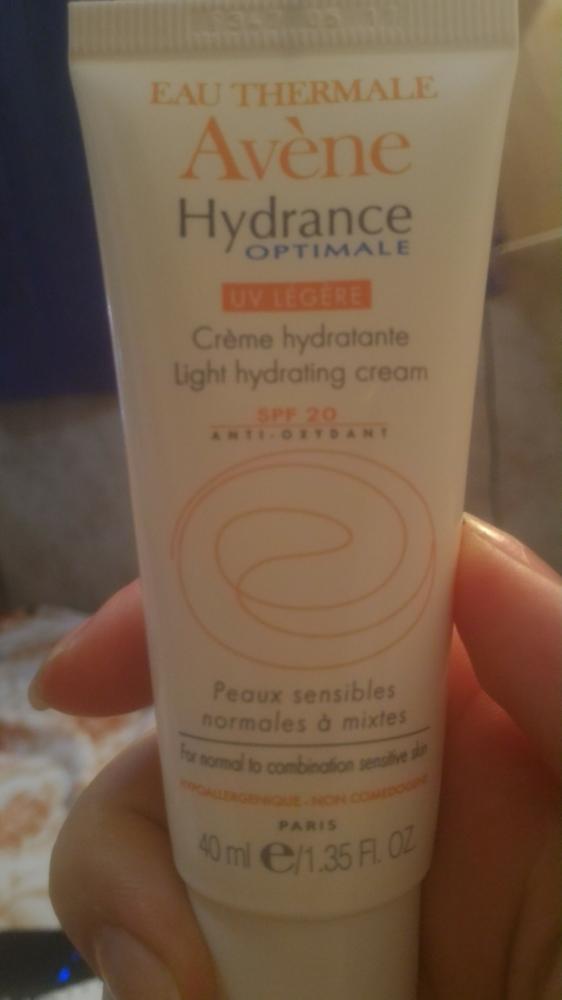 EAU THERMALE
Avène
Hydrance
OPTIMALE
UV LÉGÈRE
Crème hydratante
Light hydrating cream
SPF 20
ANTI-OXYDANT
Peaux sensibles
normales à mixtes
For normal to combination sensitive skin
HYPOALLERGENIQUE - NON
PARIS
40 ml e/1.35 Fl. OZ